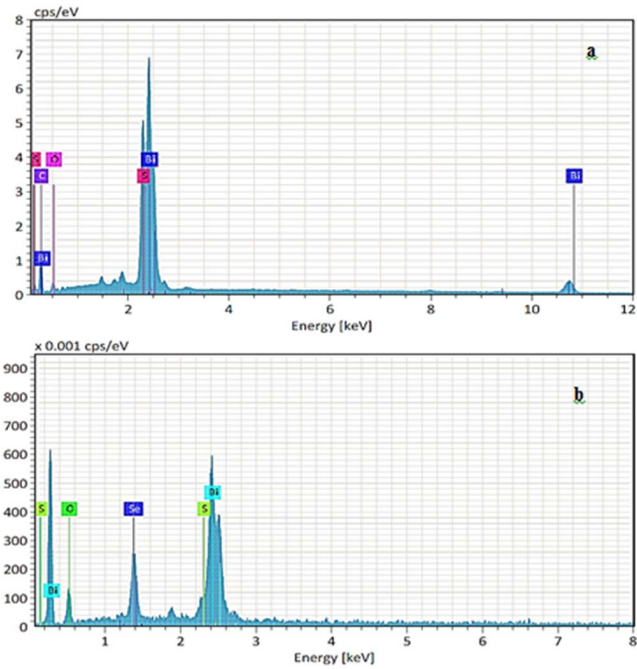 cps/eV
a
8
7
6
5
4
3
2
1
0
S O
C
Bi
S
Bi
Bi
2 4 6 8 10 12
Energy [keV]
x 0.001 cps/eV
b
900
800
700
600
500
400
300
200
100
0
S O Se S
Bi
Bi
1 2 3 4 5 6 7 8
Energy [keV]